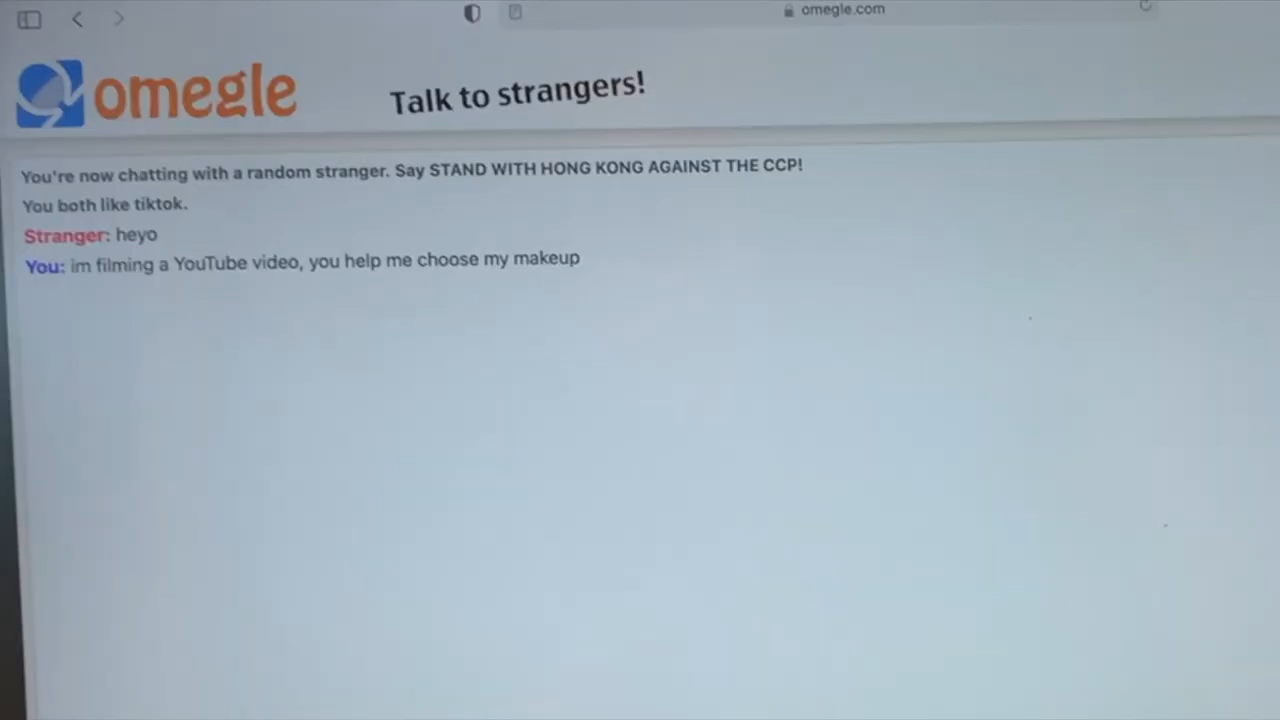 omegle.com
omegle Talk to strangers!
You're now chatting with a random stranger. Say STAND WITH HONG KONG AGAINST THE CCP!
You both like tiktok.
Stranger: heyo
You: im filming a YouTube video, you help me choose my makeup